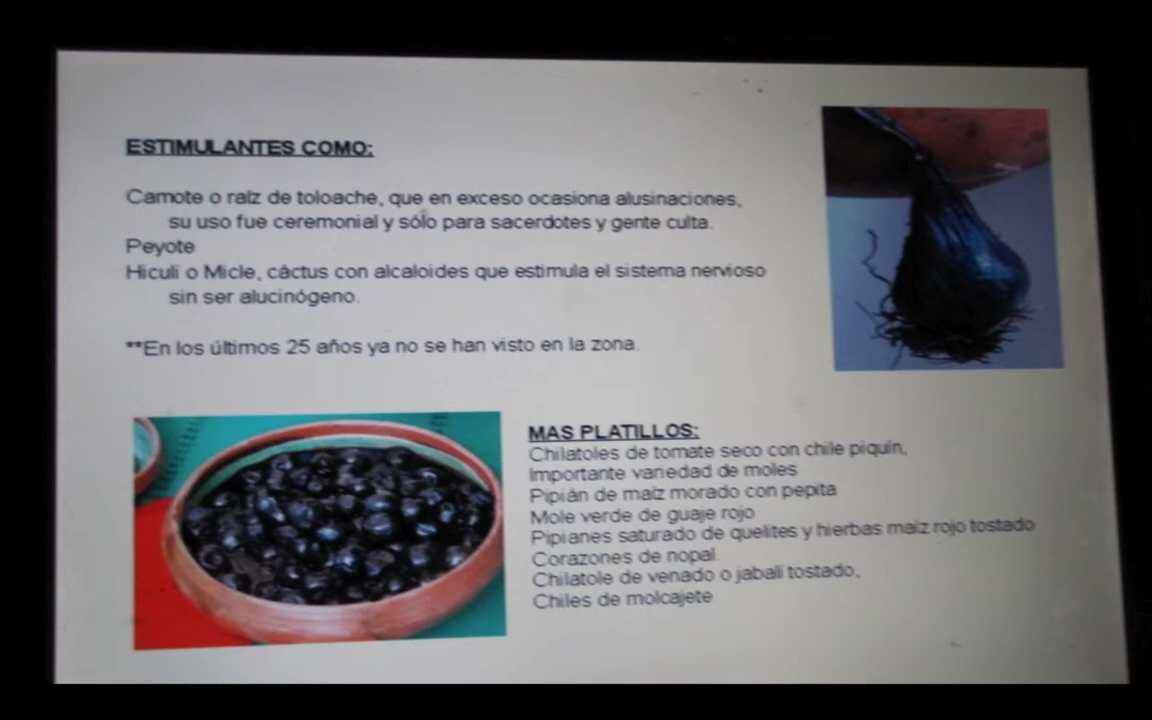 ESTIMULANTES COMO:
Camote o raíz de toloache, que en exceso ocasiona alusinaciones,
su uso fue ceremonial y sólo para sacerdotes y gente culta.
Peyote
Hiculi o Micle, cáctus con alcaloides que estimula el sistema nervioso
sin ser alucinógeno.
**En los últimos 25 años ya no se han visto en la zona.
MAS PLATILLOS:
Chilatoles de tomate seco con chile piquín,
Importante variedad de moles
Pipián de maíz morado con pepita
Mole verde de guaje rojo
Pipianes saturado de quelites y hierbas maíz rojo tostado
Corazones de nopal.
Chilatole de venado o jabalí tostado,
Chiles de molcajete